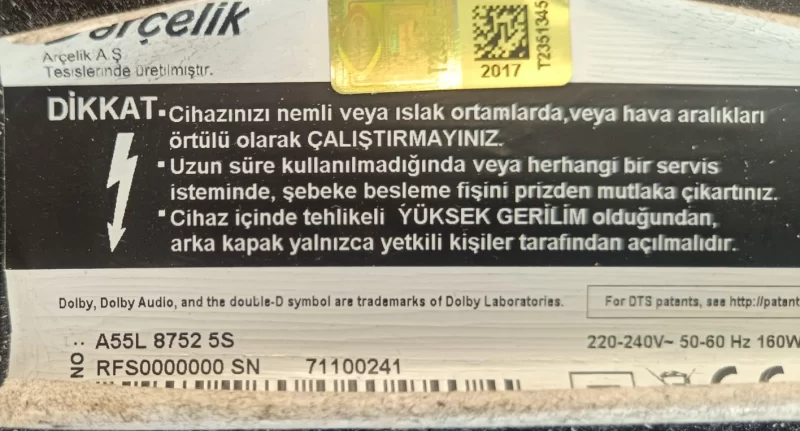 arçelik
Arçelik A.Ş
Tesislerinde üretilmiştir.
2017
T2351345
DİKKAT▪Cihazınızı nemli veya ıslak ortamlarda,veya hava aralıkları
örtülü olarak ÇALIŞTIRMAYINIZ.
▪Uzun süre kullanılmadığında veya herhangi bir servis
isteminde, şebeke besleme fişini prizden mutlaka çıkartınız.
▪Cihaz içinde tehlikeli YÜKSEK GERİLİM olduğundan,
arka kapak yalnızca yetkili kişiler tarafından açılmalıdır.
Dolby, Dolby Audio, and the double-D symbol are trademarks of Dolby Laboratories.
For DTS patents, see http://patent
A55L 8752 5S
220-240V~ 50-60 Hz 160W
NO
RFS0000000 SN 71100241